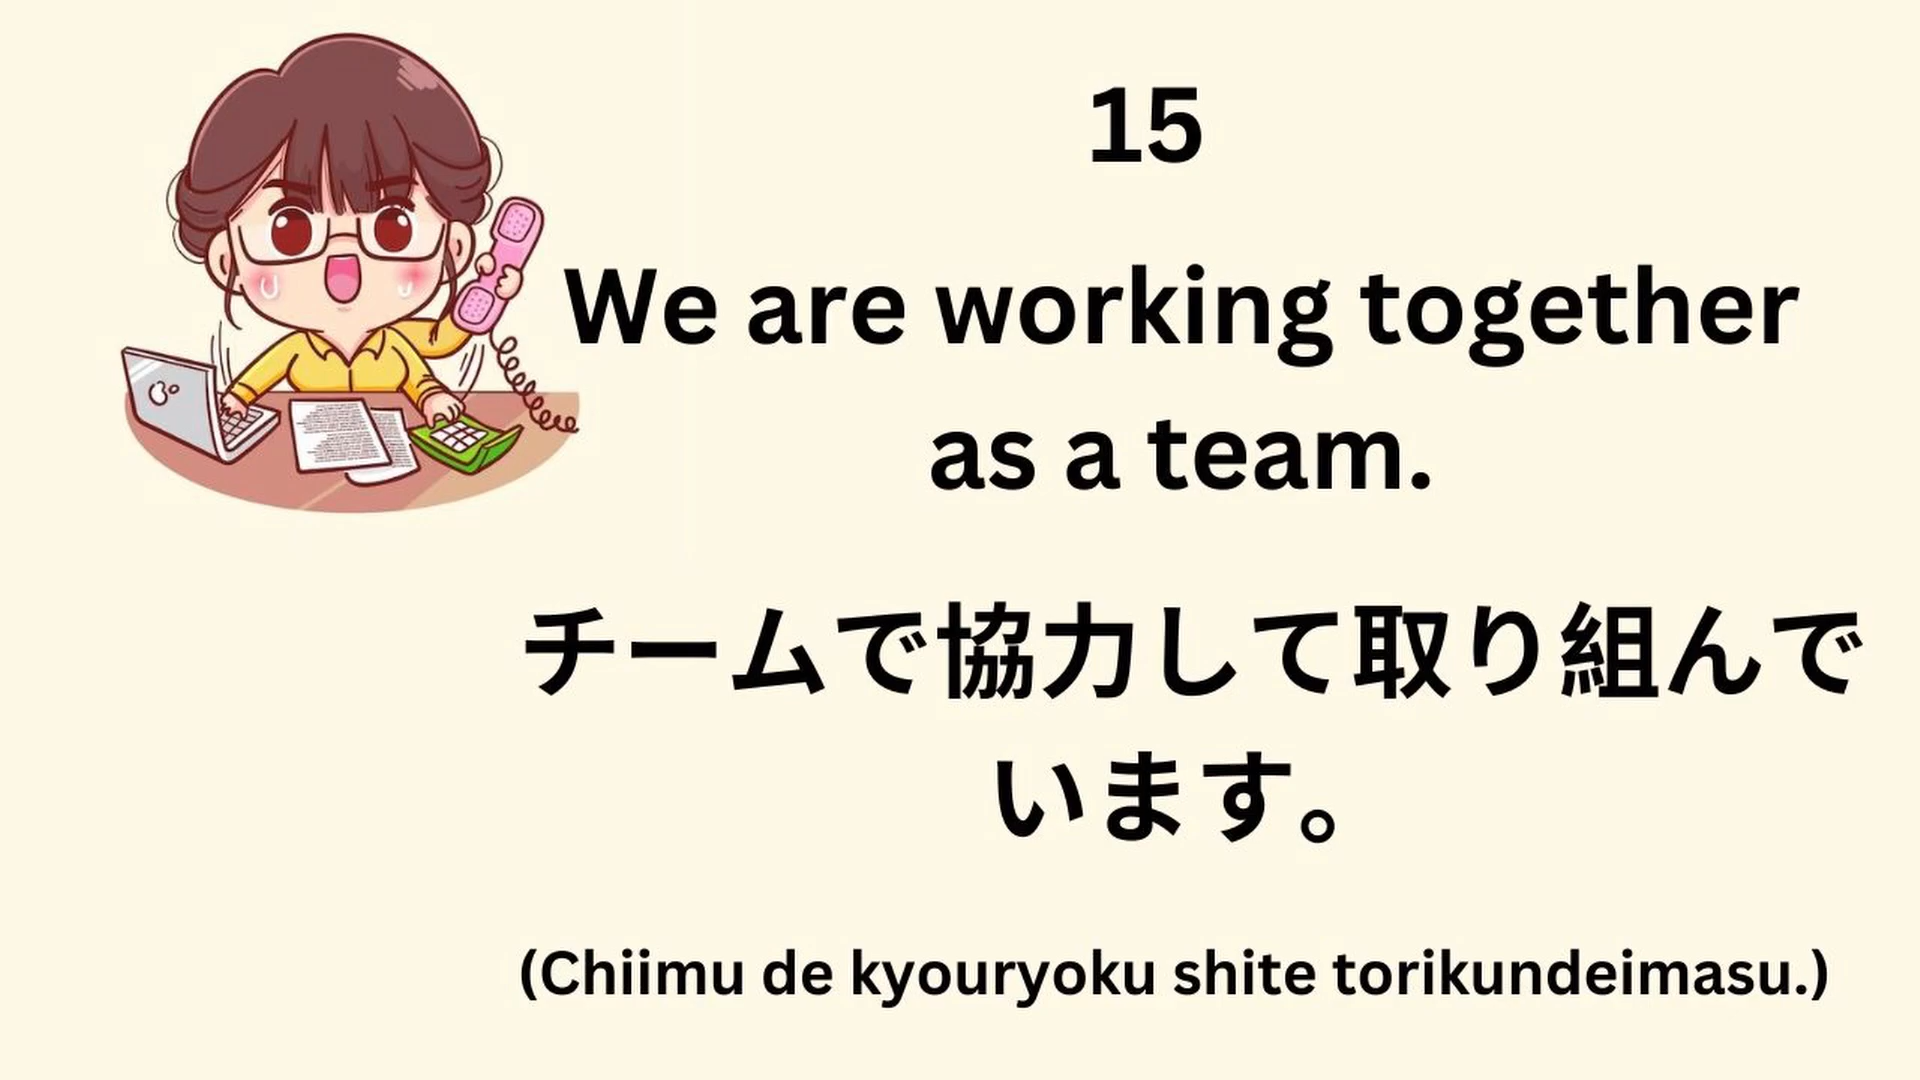 15
We are working together
as a team.
チームで協力して取り組んで
います。
(Chiimu de kyouryoku shite torikundeimasu.)